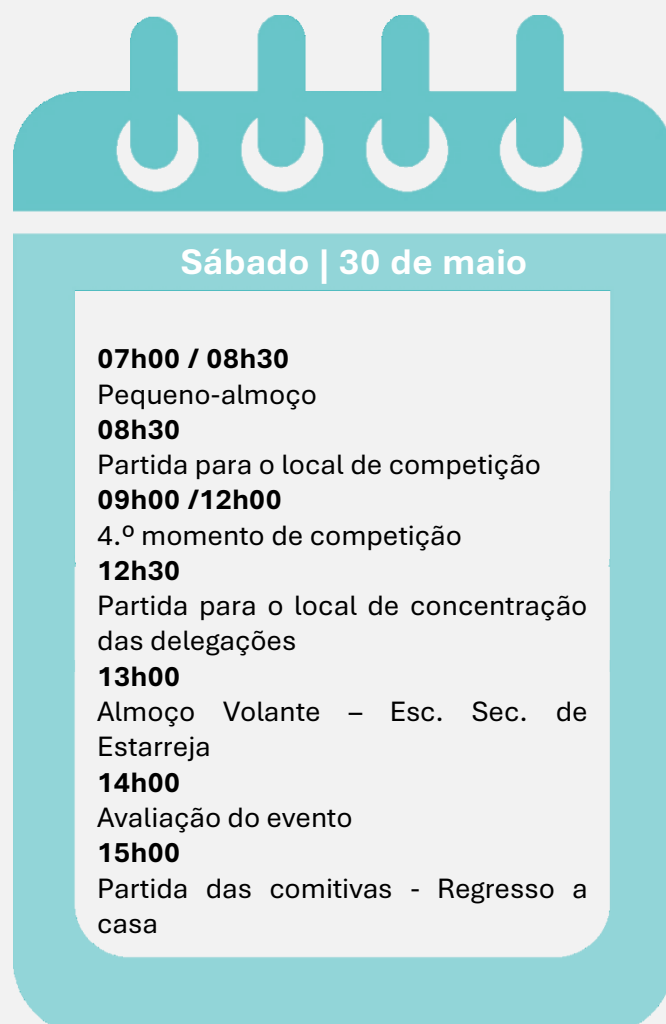 Sábado | 30 de maio
07h00 / 08h30
Pequeno-almoço
08h30
Partida para o local de competição
09h00 /12h00
4.º momento de competição
12h30
Partida para o local de concentração
das delegações
13h00
Almoço Volante – Esc. Sec. de
Estarreja
14h00
Avaliação do evento
15h00
Partida das comitivas - Regresso a
casa